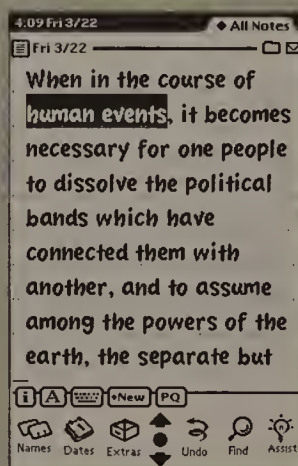 4:09 Fri 3/22
◆ All Notes
Fri 3/22
When in the course of
human events, it becomes
necessary for one people
to dissolve the political
bands which have
connected them with
another, and to assume
among the powers of the
earth, the separate but
i A •New PQ
Names Dates Extras Undo Find Assist